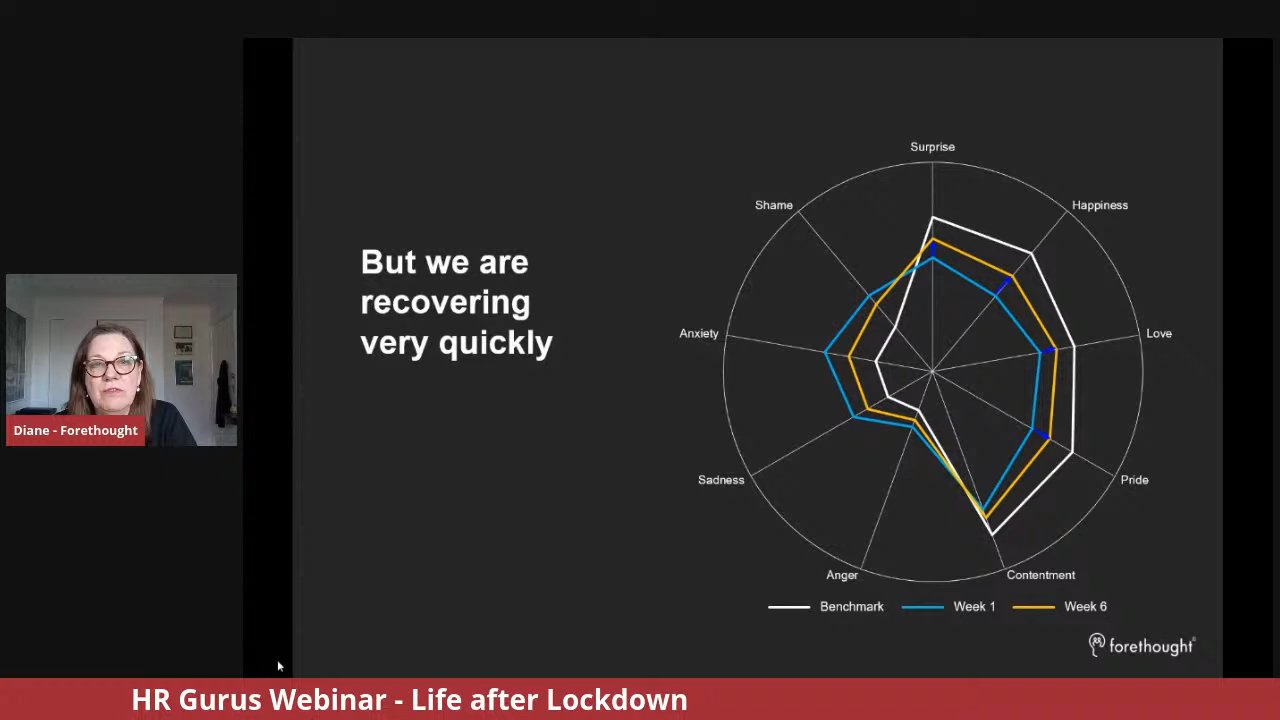 But we are
recovering
very quickly
Surprise
Shame
Happiness
Anxiety
Love
Sadness
Pride
Anger
Contentment
Benchmark
Week 1
Week 6
forethought
Diane - Forethought
HR Gurus Webinar - Life after Lockdown